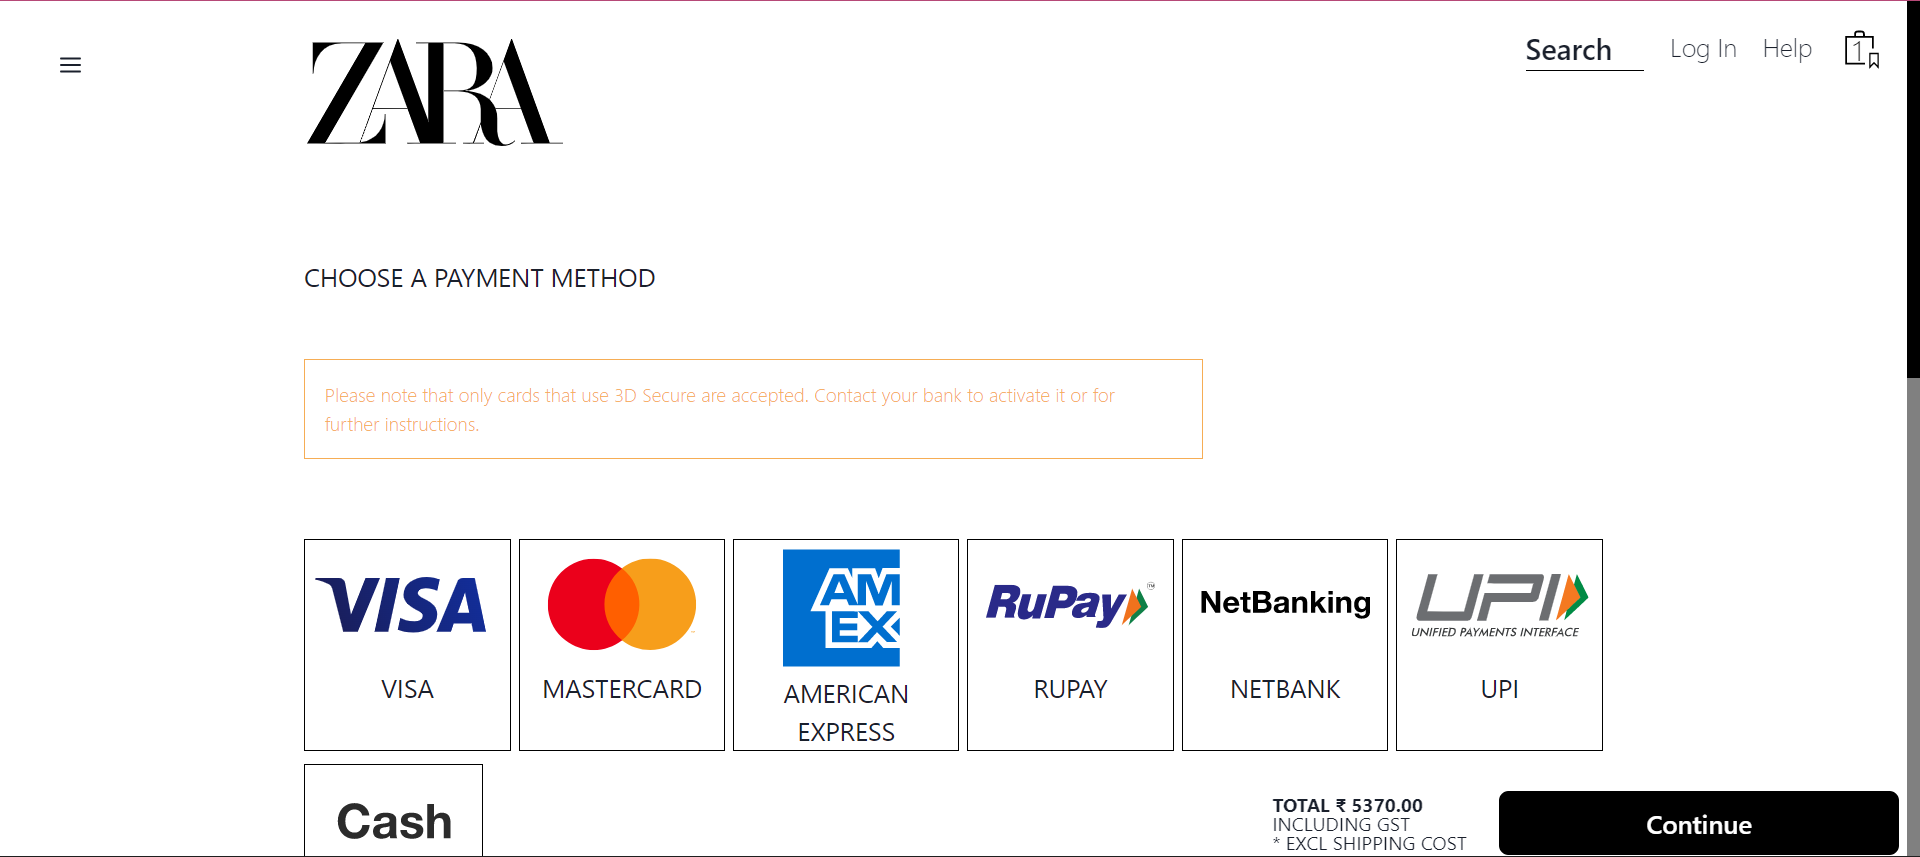 ZARA
Search
Log In
Help
1
CHOOSE A PAYMENT METHOD
Please note that only cards that use 3D Secure are accepted. Contact your bank to activate it or for
further instructions.
VISA
VISA
MASTERCARD
AM
EX
AMERICAN
EXPRESS
RuPay™
RUPAY
NetBanking
NETBANK
UPI
UNIFIED PAYMENTS INTERFACE
UPI
Cash
TOTAL ₹ 5370.00
INCLUDING GST
* EXCL SHIPPING COST
Continue